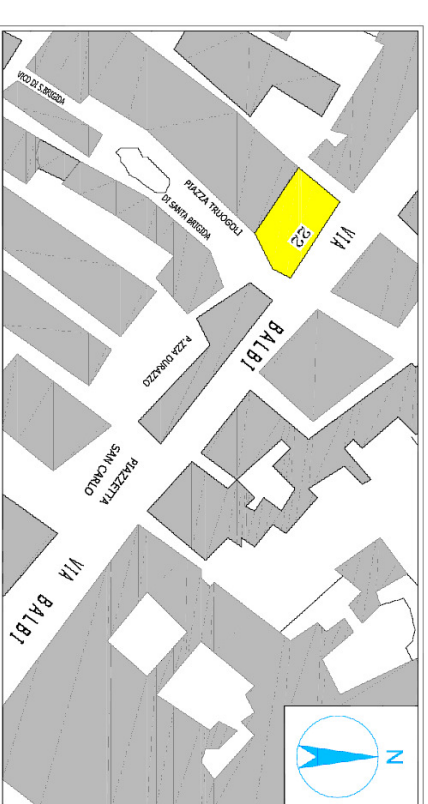 VICO DI S.BRIGIDA
PIAZZA TRUOGOLI
DI SANTA BRIGIDA
22
VIA
BALBI
P.ZZA DURAZZO
PIAZZETTA
SAN CARLO
VIA BALBI
N